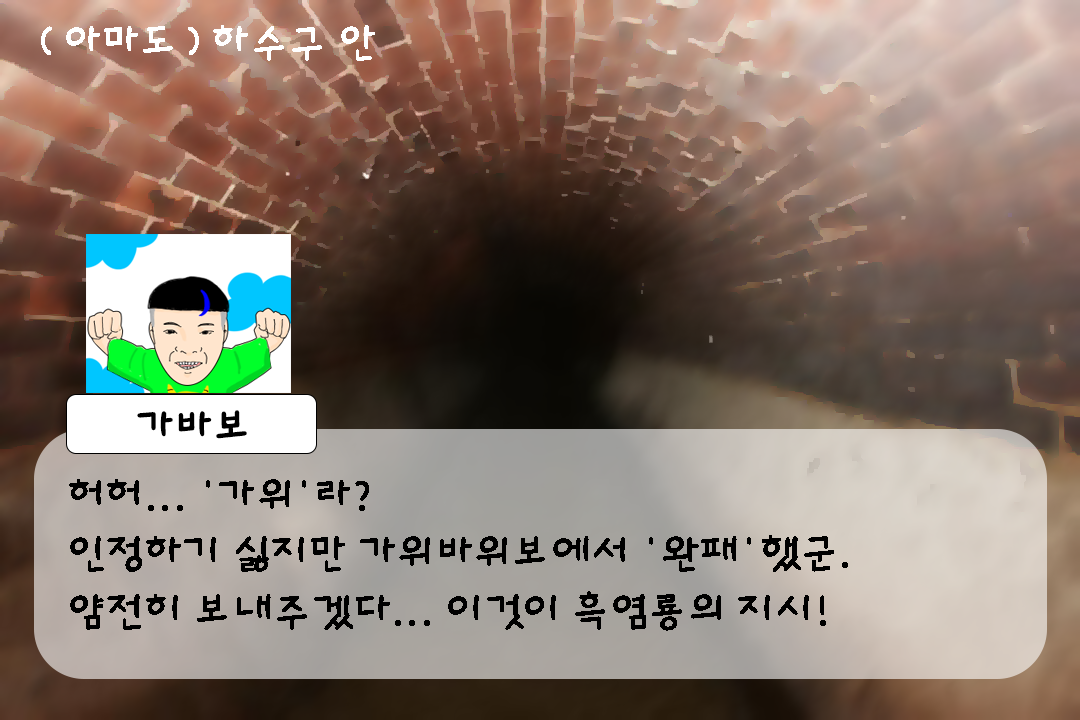 ( 아마도 ) 하수구 안
가바보
허허... '가위'라?
인정하기 싫지만 가위바위보에서 '완패'했군.
얌전히 보내주겠다... 이것이 흑염룡의 지시!